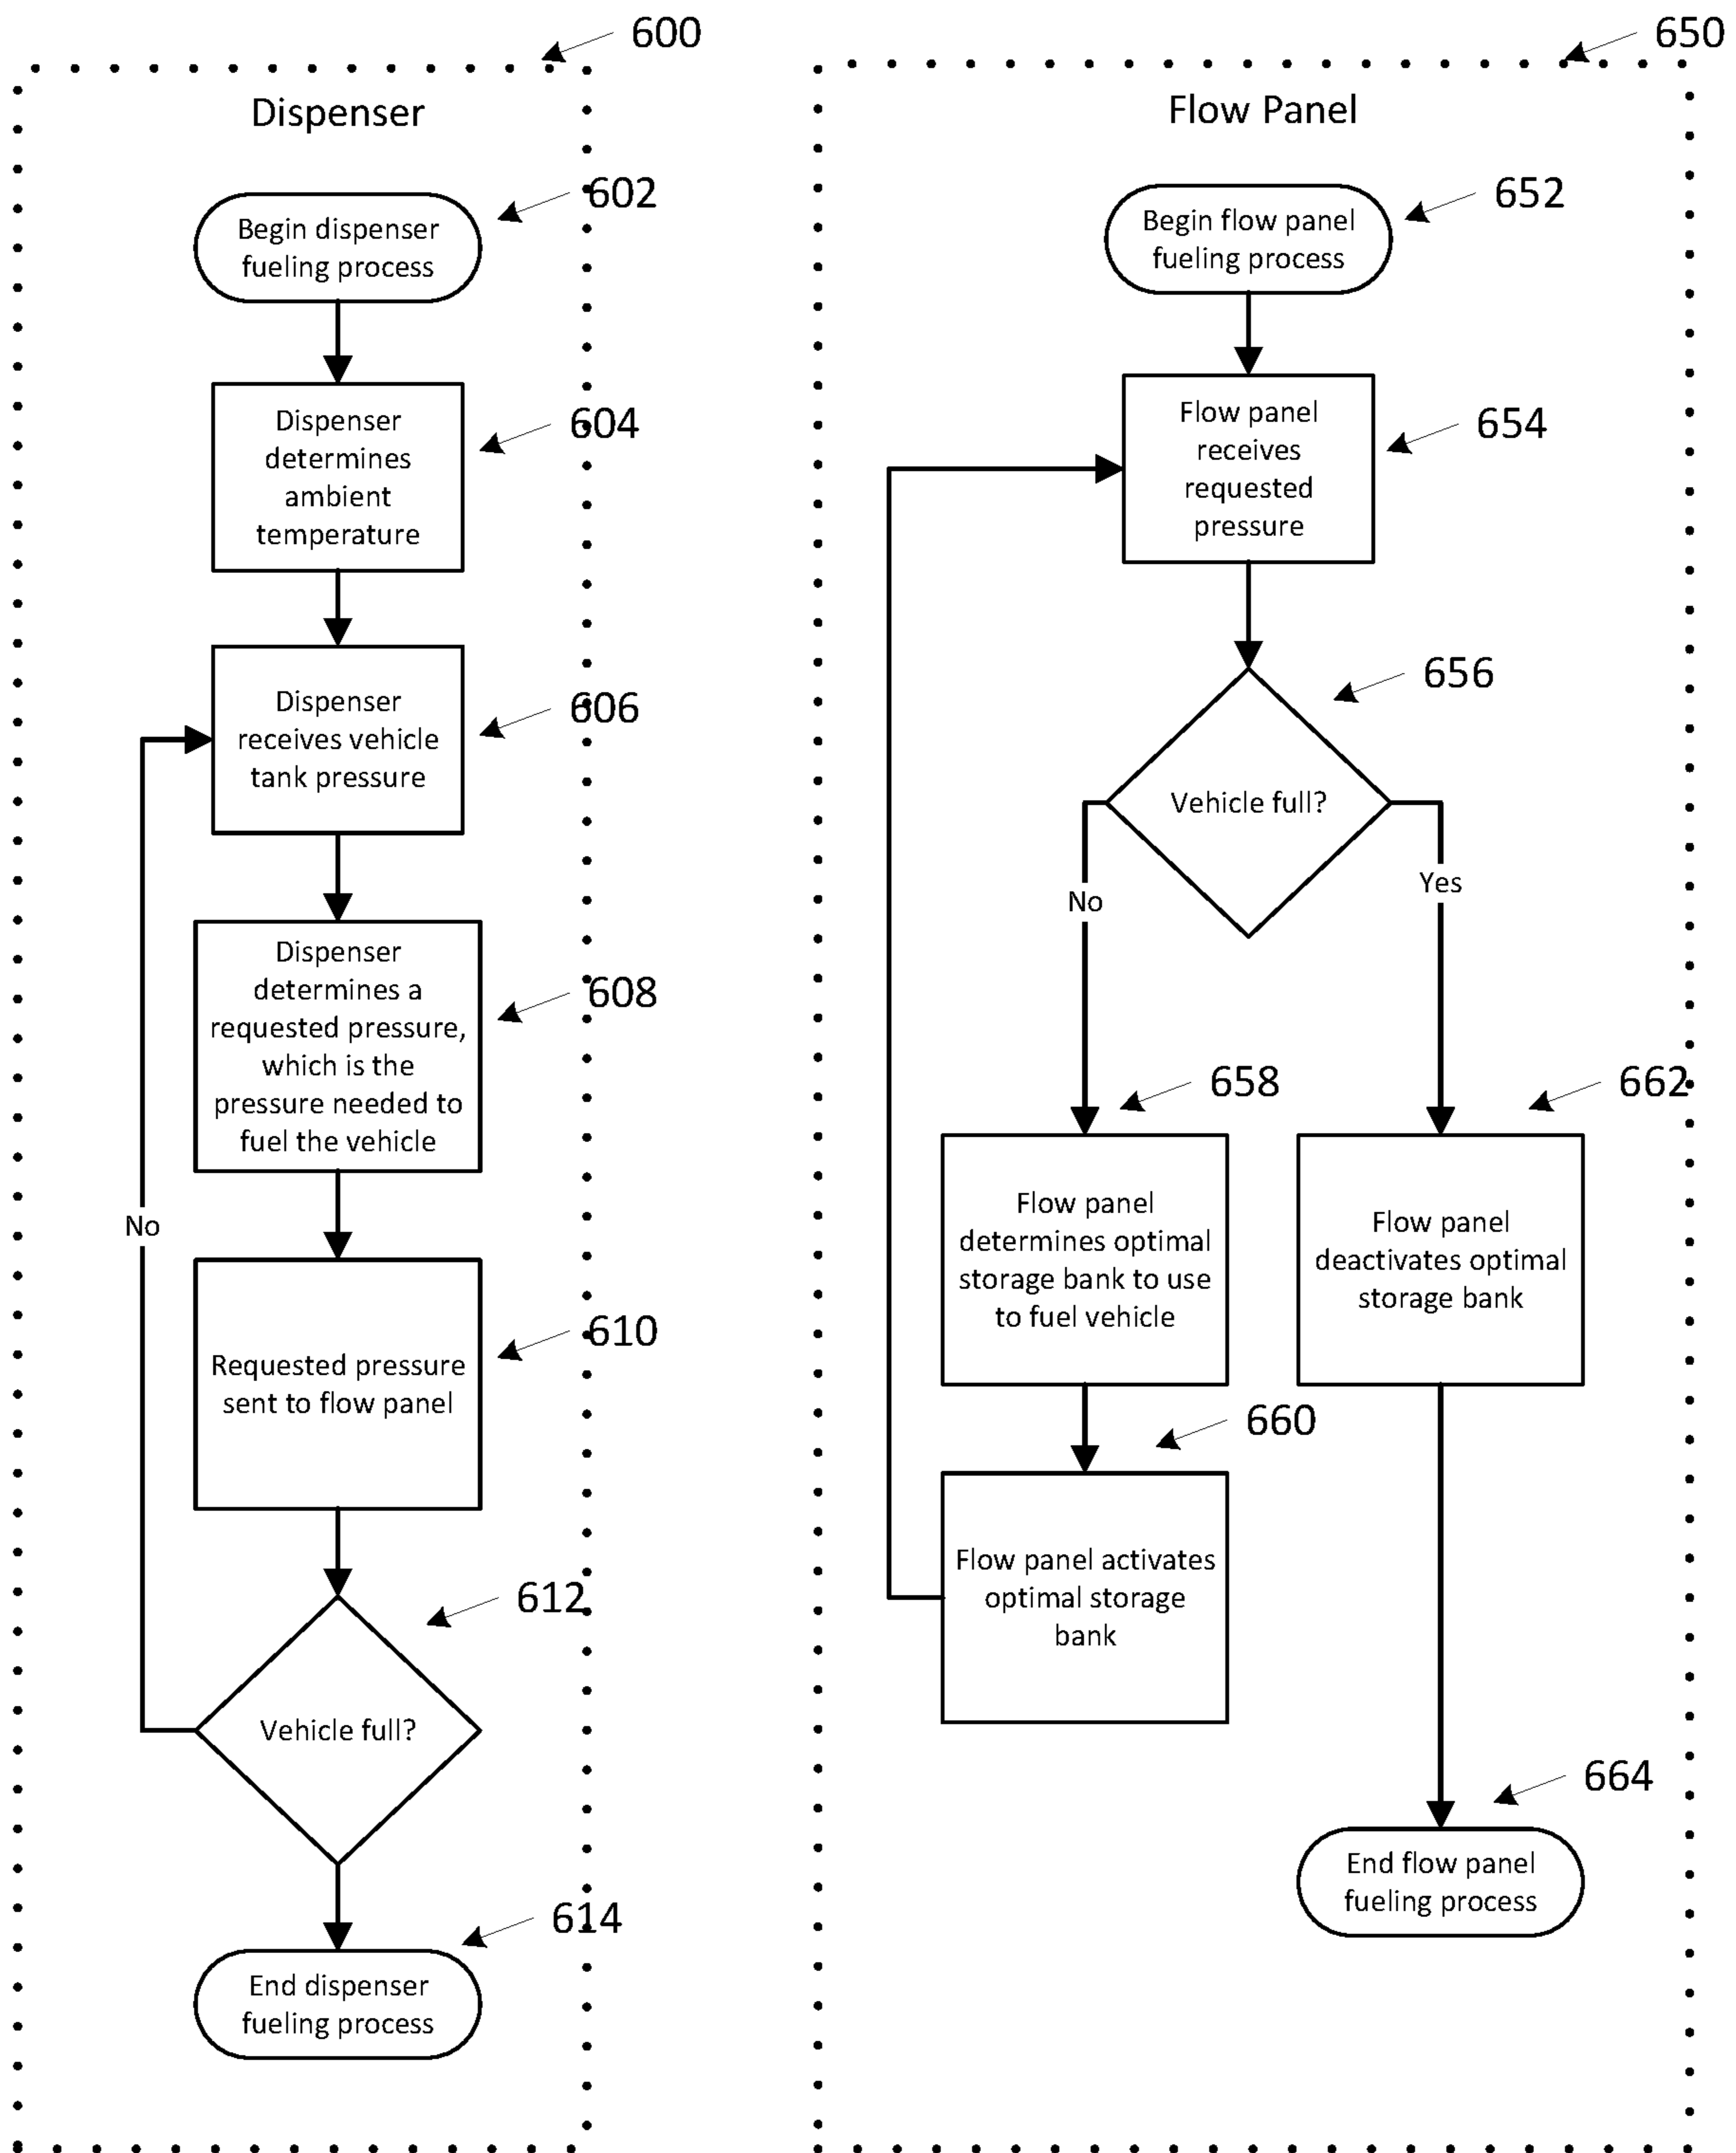 600
Dispenser
602
Begin dispenser
fueling process
604
Dispenser
determines
ambient
temperature
606
Dispenser
receives vehicle
tank pressure
608
Dispenser
determines a
requested pressure,
which is the
pressure needed to
fuel the vehicle
No
610
Requested pressure
sent to flow panel
612
Vehicle full?
614
End dispenser
fueling process
650
Flow Panel
652
Begin flow panel
fueling process
654
Flow panel
receives
requested
pressure
656
Vehicle full?
No
Yes
658
Flow panel
determines optimal
storage bank to use
to fuel vehicle
662
Flow panel
deactivates optimal
storage bank
660
Flow panel activates
optimal storage
bank
664
End flow panel
fueling process